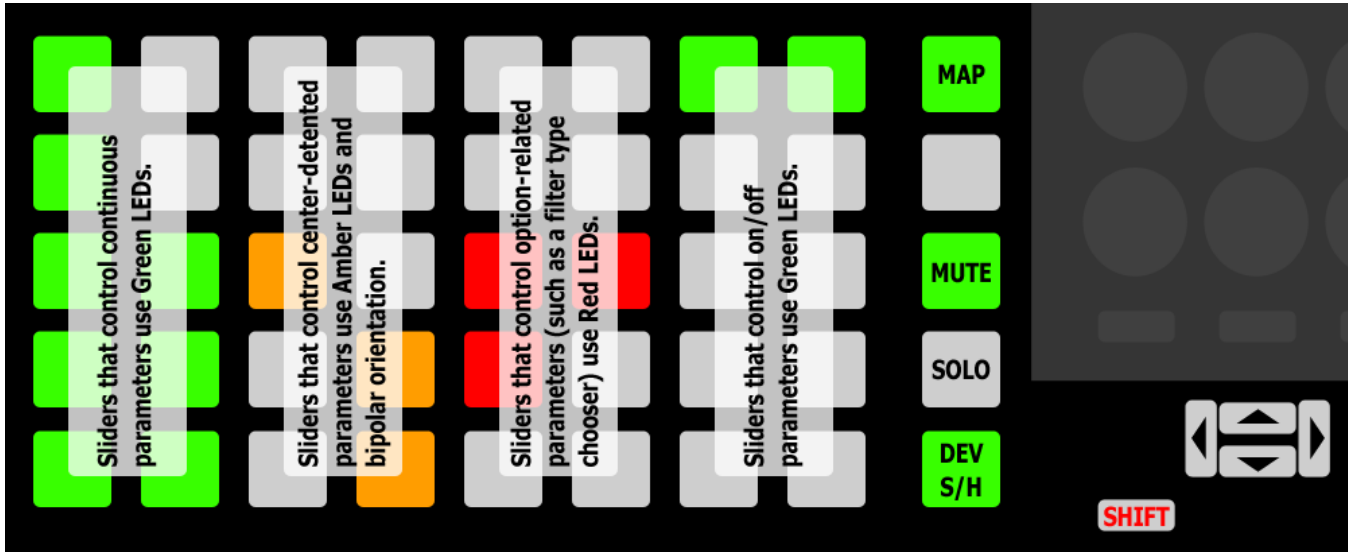 Sliders that control continuous
parameters use Green LEDs.
Sliders that control center-detented
parameters use Amber LEDs and
bipolar orientation.
Sliders that control option-related
parameters (such as a filter type
chooser) use Red LEDs.
Sliders that control on/off
parameters use Green LEDs.
MAP
MUTE
SOLO
DEV
S/H
SHIFT